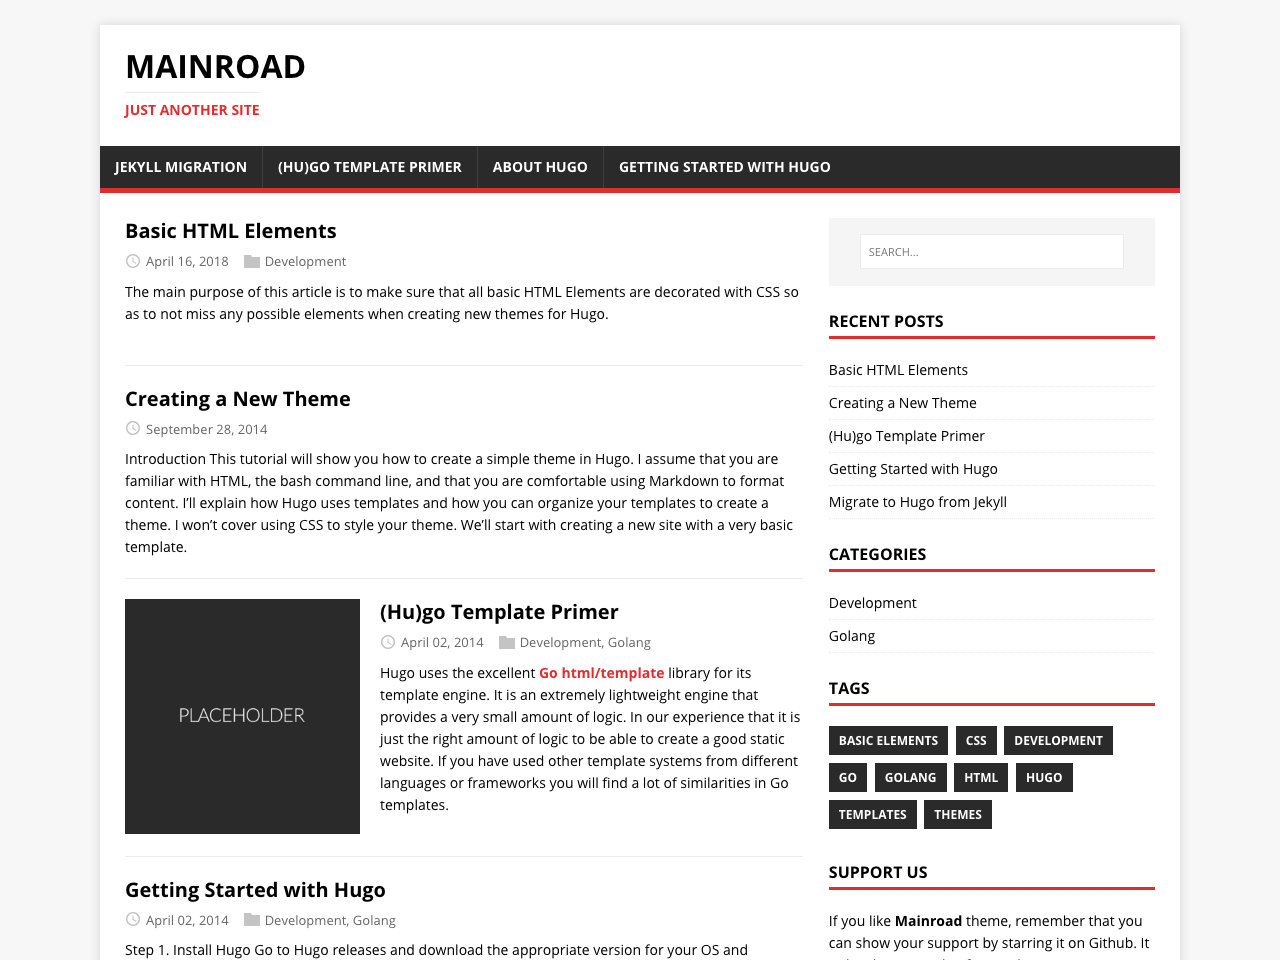 MAINROAD
JUST ANOTHER SITE
JEKYLL MIGRATION
(HU)GO TEMPLATE PRIMER
ABOUT HUGO
GETTING STARTED WITH HUGO
Basic HTML Elements
April 16, 2018 Development
The main purpose of this article is to make sure that all basic HTML Elements are decorated with CSS so
as to not miss any possible elements when creating new themes for Hugo.
Creating a New Theme
September 28, 2014
Introduction This tutorial will show you how to create a simple theme in Hugo. I assume that you are
familiar with HTML, the bash command line, and that you are comfortable using Markdown to format
content. I’ll explain how Hugo uses templates and how you can organize your templates to create a
theme. I won’t cover using CSS to style your theme. We’ll start with creating a new site with a very basic
template.
PLACEHOLDER
(Hu)go Template Primer
April 02, 2014 Development, Golang
Hugo uses the excellent Go html/template library for its
template engine. It is an extremely lightweight engine that
provides a very small amount of logic. In our experience that it is
just the right amount of logic to be able to create a good static
website. If you have used other template systems from different
languages or frameworks you will find a lot of similarities in Go
templates.
Getting Started with Hugo
April 02, 2014 Development, Golang
Step 1. Install Hugo Go to Hugo releases and download the appropriate version for your OS and
SEARCH...
RECENT POSTS
Basic HTML Elements
Creating a New Theme
(Hu)go Template Primer
Getting Started with Hugo
Migrate to Hugo from Jekyll
CATEGORIES
Development
Golang
TAGS
BASIC ELEMENTS CSS DEVELOPMENT
GO GOLANG HTML HUGO
TEMPLATES THEMES
SUPPORT US
If you like Mainroad theme, remember that you
can show your support by starring it on Github. It